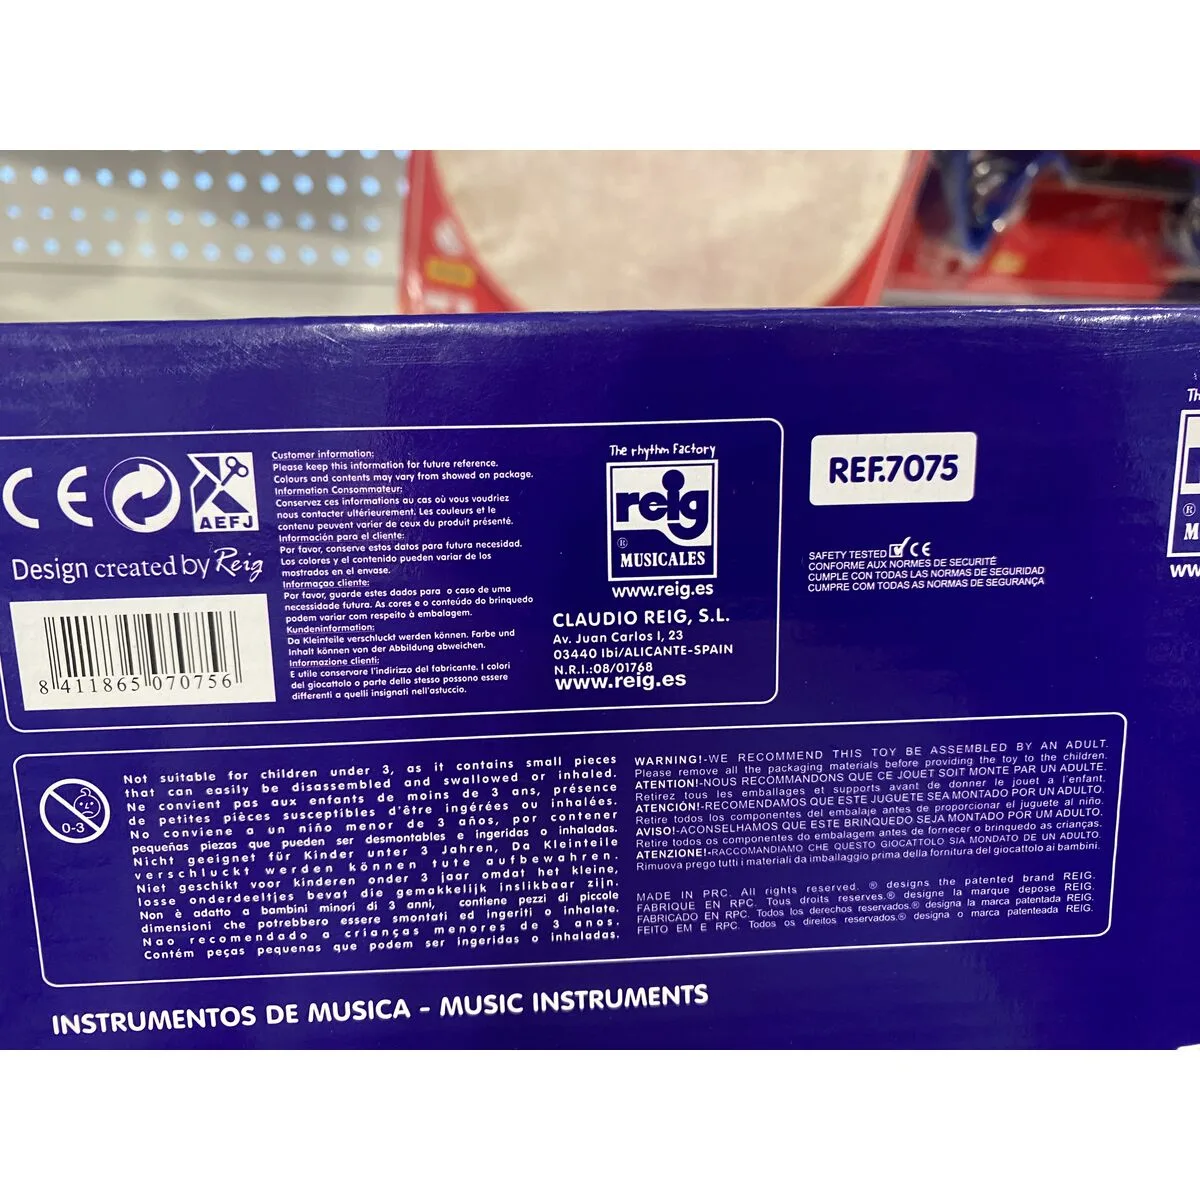 CE
AEFJ
Design created by Reig
8 411865 070756
Customer information:
Please keep this information for future reference.
Colours and contents may vary from showed on package.
Information Consommateur:
Conservez ces informations au cas où vous voudriez
nous contacter ultérieurement. Les couleurs et le
contenu peuvent varier de ceux du produit présenté.
Información para el cliente:
Por favor, conserve estos datos para futura necesidad.
Los colores y el contenido pueden variar de los
mostrados en el envase.
Informaçao cliente:
Por favor, guarde estes dados para o caso de uma
necessidade futura. As cores e o conteúdo do brinquedo
podem variar com respeito à embalagem.
Kundeninformation:
Da Kleinteile verschluckt werden können. Farbe und
Inhalt können von der Abbildung abweichen.
Informazione clienti:
E utile conservare l'indirizzo del fabricante. I colori
del giocattolo o parte dello stesso possono essere
differenti a quelli insignati nell'astuccio.
The rhythm Factory
reig
® MUSICALES
www.reig.es
CLAUDIO REIG, S.L.
Av. Juan Carlos I, 23
03440 Ibi/ALICANTE-SPAIN
N.R.I.:08/01768
www.reig.es
REF.7075
SAFETY TESTED CE
CONFORME AUX NORMES DE SECURITÉ
CUMPLE CON TODAS LAS NORMAS DE SEGURIDAD
CUMPRE COM TODAS AS NORMAS DE SEGURANÇA
Th
®
M
ww
0-3
Not suitable for children under 3, as it contains small pieces
that can easily be disassembled and swallowed or inhaled.
Ne convient pas aux enfants de moins de 3 ans, présence
de petites pièces susceptibles d'être ingérées ou inhalées.
No conviene a un niño menor de 3 años, por contener
pequeñas piezas que pueden ser desmontables e ingeridas o inhaladas.
Nicht geeignet für Kinder unter 3 Jahren, Da Kleinteile
verschluckt werden können tute aufbewahren.
Niet geschikt voor kinderen onder 3 jaar omdat het kleine,
losse onderdeeltjes bevat die gemakkelijk inslikbaar zijn.
Non è adatto a bambini minori di 3 anni, contiene pezzi di piccole
dimensioni che potrebbero essere smontati ed ingeriti o inhalate.
Nao recomendado a crianças menores de 3 anos.
Contém peças pequenas que podem ser ingeridas o inhaladas.
WARNING!-WE RECOMMEND THIS TOY BE ASSEMBLED BY AN ADULT.
Please remove all the packaging materials before providing the toy to the children.
ATENTION!-NOUS RECOMMANDONS QUE CE JOUET SOIT MONTE PAR UN ADULTE.
Retirez tous les emballages et supports avant de donner le jouet a l'enfant.
ATENCIÓN!-RECOMENDAMOS QUE ESTE JUGUETE SEA MONTADO POR UN ADULTO.
Retire todos los componentes del embalaje antes de proporcionar el juguete al niño.
AVISO!-ACONSELHAMOS QUE ESTE BRINQUEDO SEJA MONTADO POR UM ADULTO.
Retire todos os componentes do embalagem antes de fornecer o brinquedo as crianças.
ATENZIONE!-RACCOMANDIAMO CHE QUESTO GIOCATTOLO SIA MONDATO DE UN ADULTO.
Rimuova prego tutti i materiali da imballaggio prima della fornitura del giocattolo ai bambini.
MADE IN PRC. All rights reserved. ® designs the patented brand REIG.
FABRIQUE EN RPC. Tous droits reserves.® designe la marque depose REIG.
FABRICADO EN RPC. Todos los derechos reservados.® designa la marca patentada REIG.
FEITO EM E RPC. Todos os direitos reservados.® designa o marca patenteada REIG.
INSTRUMENTOS DE MUSICA - MUSIC INSTRUMENTS